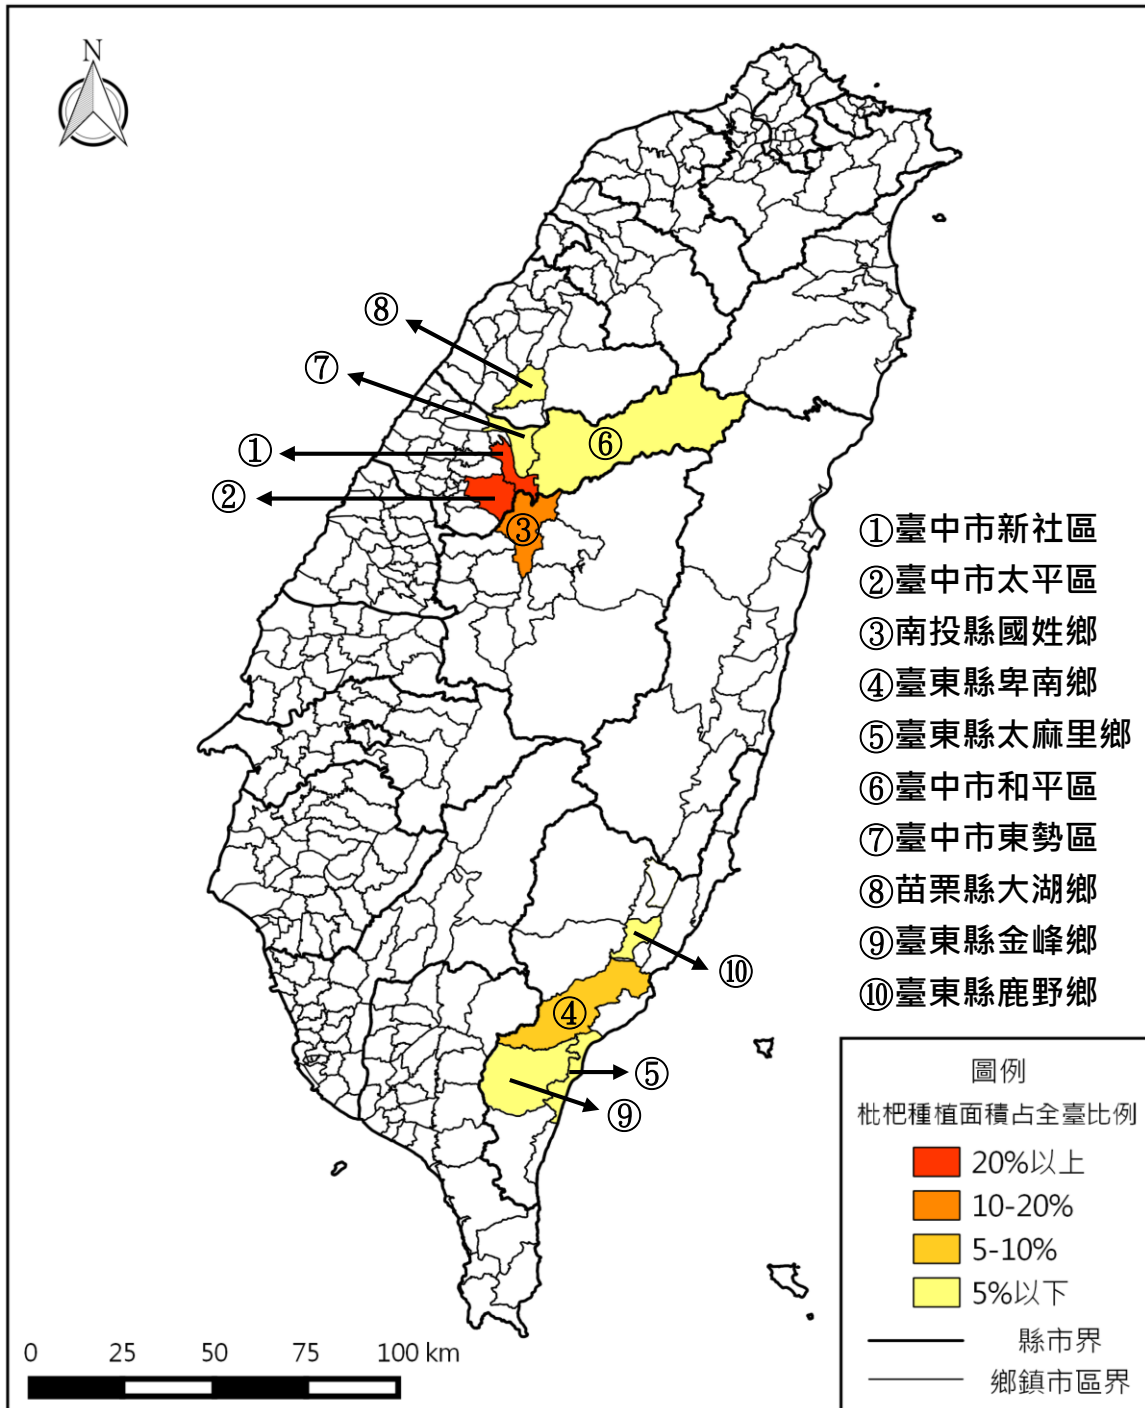 N
⑧
⑦
①
②
⑥
③
①臺中市新社區
②臺中市太平區
③南投縣國姓鄉
④臺東縣卑南鄉
⑤臺東縣太麻里鄉
⑥臺中市和平區
⑦臺中市東勢區
⑧苗栗縣大湖鄉
⑨臺東縣金峰鄉
⑩臺東縣鹿野鄉
⑩
④
⑤
⑨
圖例
枇杷種植面積占全臺比例
20%以上
10-20%
5-10%
5%以下
縣市界
鄉鎮市區界
0 25 50 75 100 km